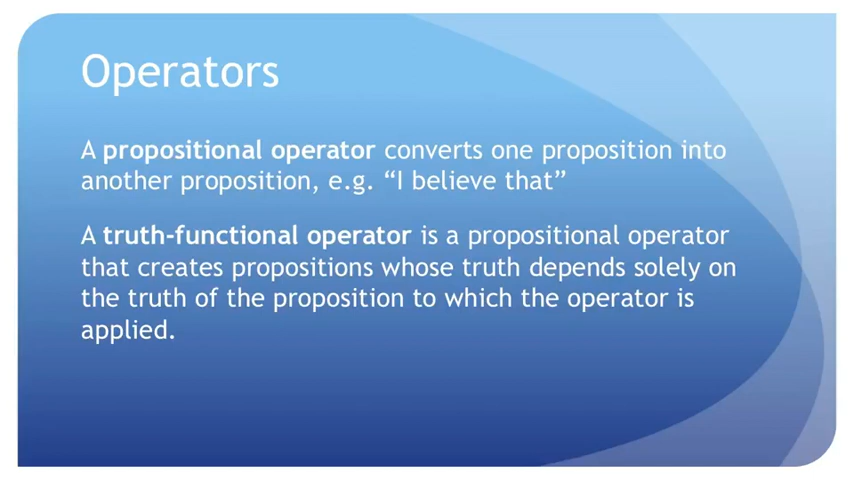 Operators
A propositional operator converts one proposition into
another proposition, e.g. “I believe that”
A truth-functional operator is a propositional operator
that creates propositions whose truth depends solely on
the truth of the proposition to which the operator is
applied.